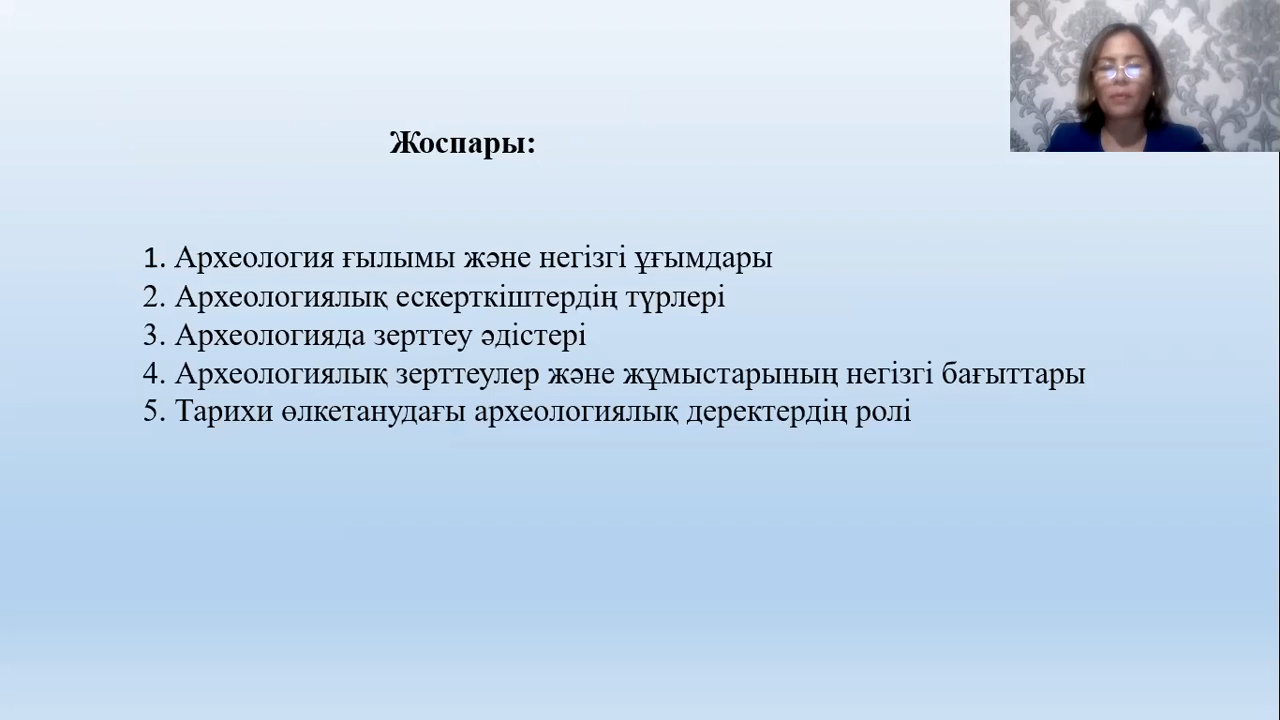 Жоспары:
1. Археология ғылымы және негізгі ұғымдары
2. Археологиялық ескерткіштердің түрлері
3. Археологияда зерттеу әдістері
4. Археологиялық зерттеулер және жұмыстарының негізгі бағыттары
5. Тарихи өлкетанудағы археологиялық деректердің ролі